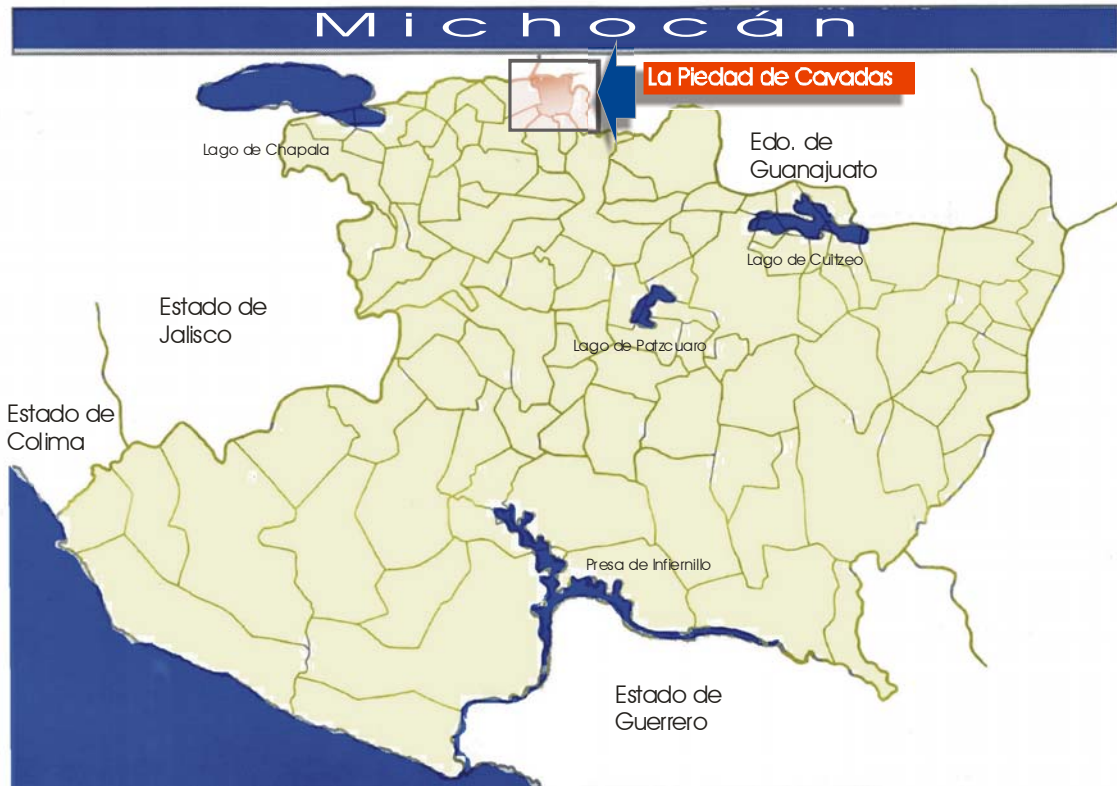 Michocán
La Piedad de Cavadas
Lago de Chapala
Edo. de
Guanajuato
Lago de Cuitzeo
Estado de
Jalisco
Lago de Patzcuaro
Estado de
Colima
Presa de Infiernillo
Estado de
Guerrero